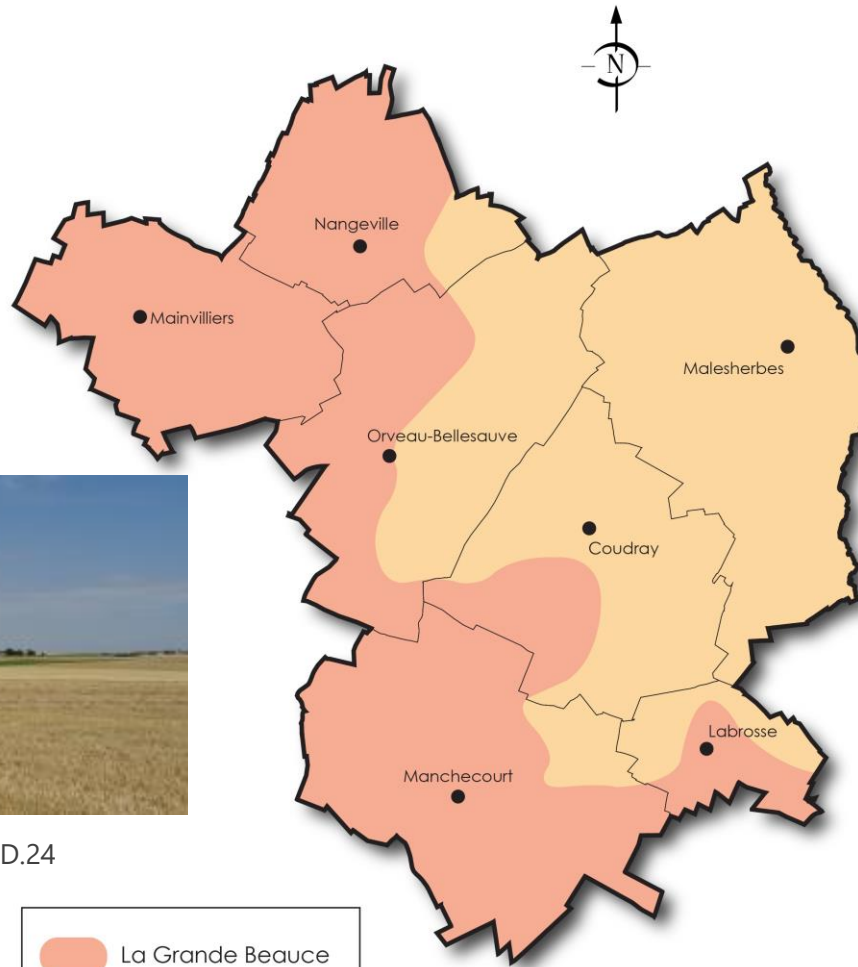 N
Nangeville
Mainvilliers
Malesherbes
Orveau-Bellesauve
Coudray
Labrosse
Manchecourt
D.24
La Grande Beauce